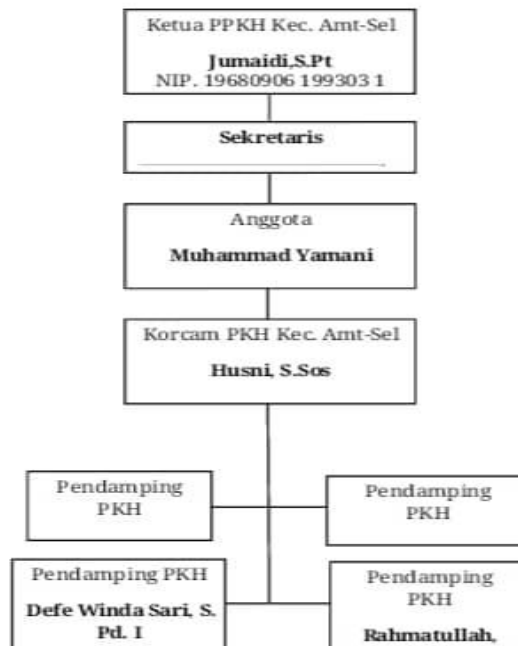 Ketua PPKH Kec. Amt-Sel
Jumaidi,S.Pt
NIP. 19680906 199303 1
Sekretaris
Anggota
Muhammad Yamani
Korcam PKH Kec. Amt-Sel
Husni, S.Sos
Pendamping
PKH
Pendamping
PKH
Pendamping PKH
Defe Winda Sari, S.
Pd. I
Pendamping
PKH
Rahmatullah,